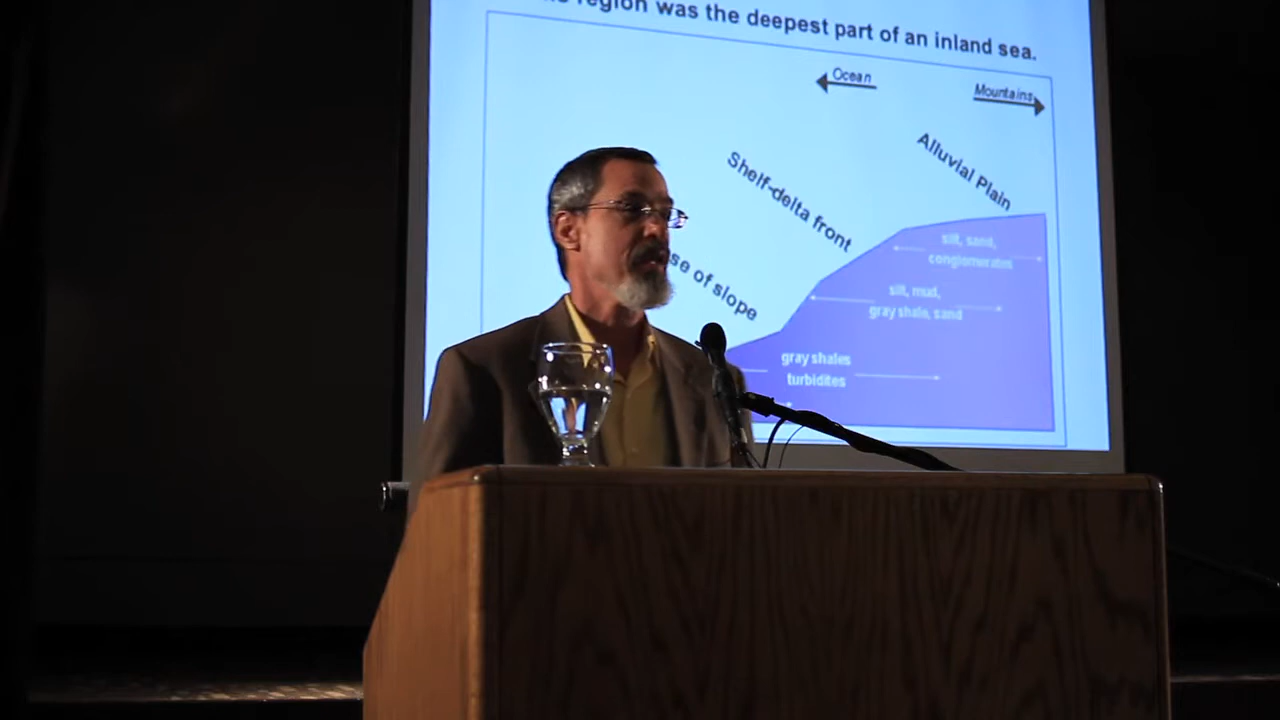 region was the deepest part of an inland sea.
Ocean
Mountains
Alluvial Plain
Shelf-delta front
of slope
silt, sand,
conglomerates
silt, mud,
gray shale, sand
gray shales
turbidites